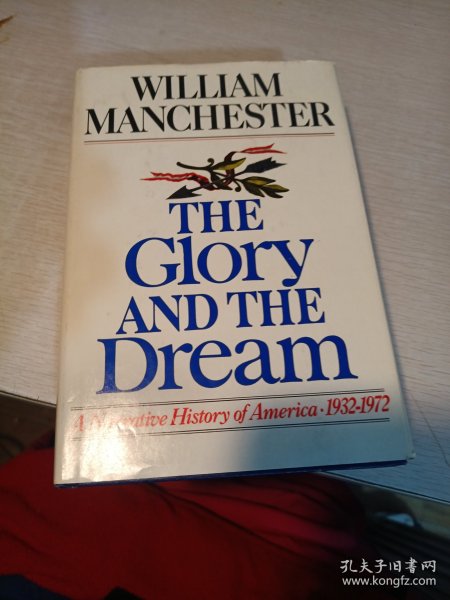 WILLIAM
MANCHESTER
THE
Glory
AND THE
Dream
A Narrative History of America · 1932-1972
孔夫子旧书网
www.kongfz.com